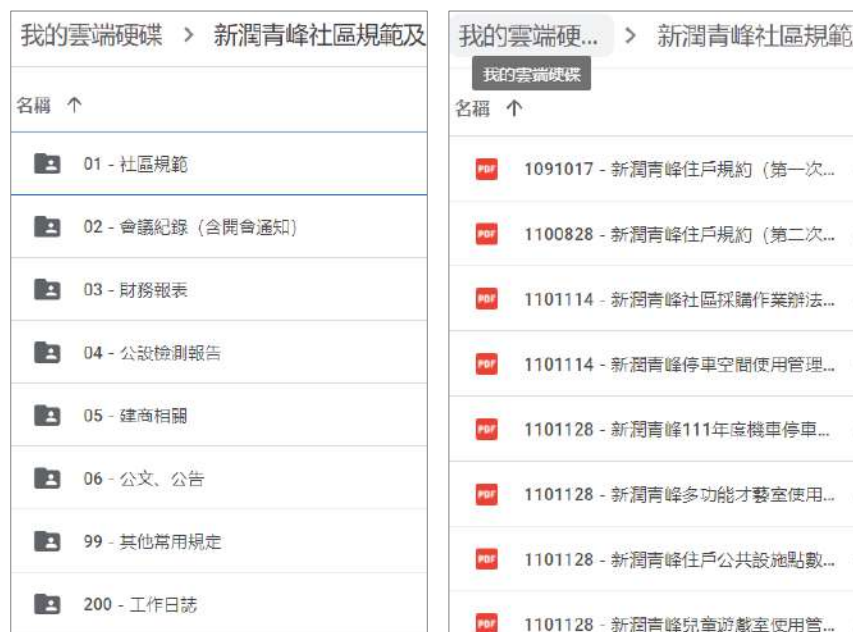 我的雲端硬碟 > 新潤青峰社區規範及
名稱 ↑
01 - 社區規範
02 - 會議紀錄（含開會通知）
03 - 財務報表
04 - 公設檢測報告
05 - 建商相關
06 - 公文、公告
99 - 其他常用規定
200 - 工作日誌
我的雲端硬... > 新潤青峰社區規範
我的雲端硬碟
名稱 ↑
PDF 1091017 - 新潤青峰住戶規約（第一次...
PDF 1100828 - 新潤青峰住戶規約（第二次...
PDF 1101114 - 新潤青峰社區採購作業辦法...
PDF 1101114 - 新潤青峰停車空間使用管理...
PDF 1101128 - 新潤青峰111年度機車停車...
PDF 1101128 - 新潤青峰多功能才藝室使用...
PDF 1101128 - 新潤青峰住戶公共設施點數...
PDF 1101128 - 新潤青峰兒童遊戲室使用管...